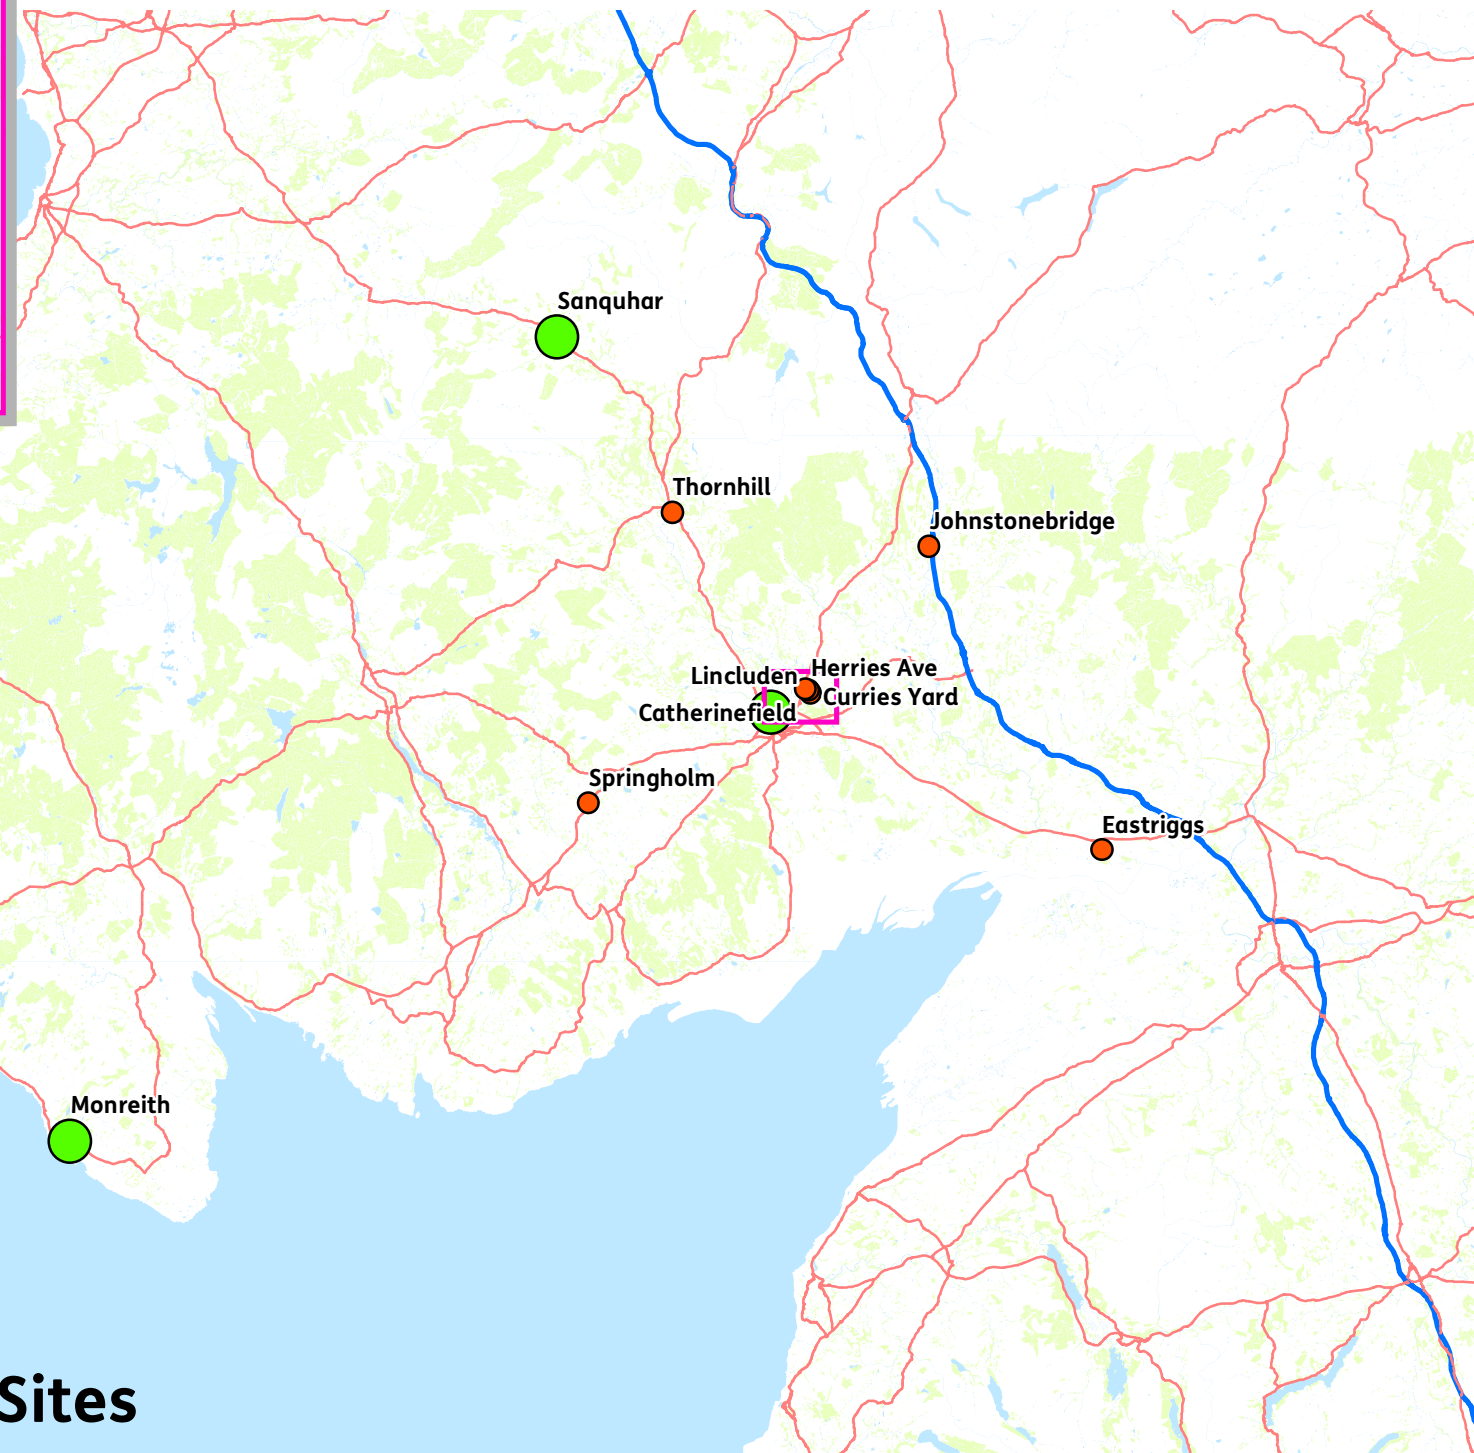 Sanquhar
Thornhill
Johnstonebridge
Herries Ave
Lincluden
Curries Yard
Catherinefield
Springholm
Eastriggs
Monreith
Sites